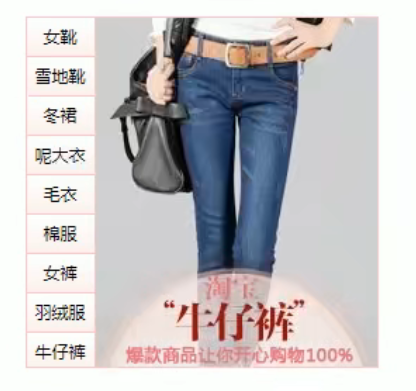 女靴
雪地靴
冬裙
呢大衣
毛衣
棉服
女裤
羽绒服
牛仔裤
淘宝
“牛仔裤”
爆款商品让你开心购物100%